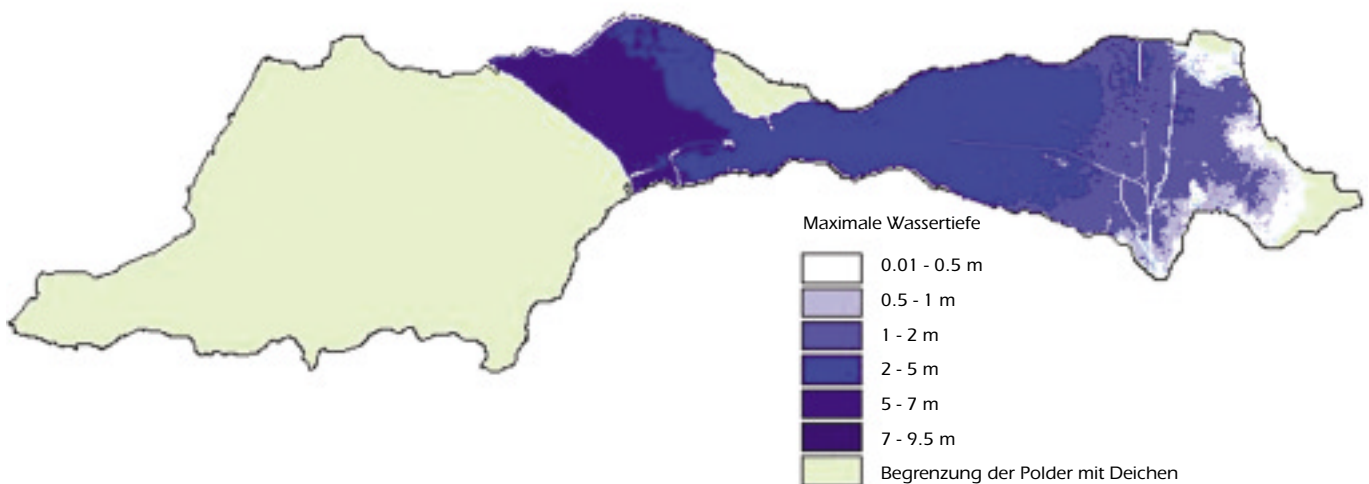 Maximale Wassertiefe
0.01 - 0.5 m
0.5 - 1 m
1 - 2 m
2 - 5 m
5 - 7 m
7 - 9.5 m
Begrenzung der Polder mit Deichen